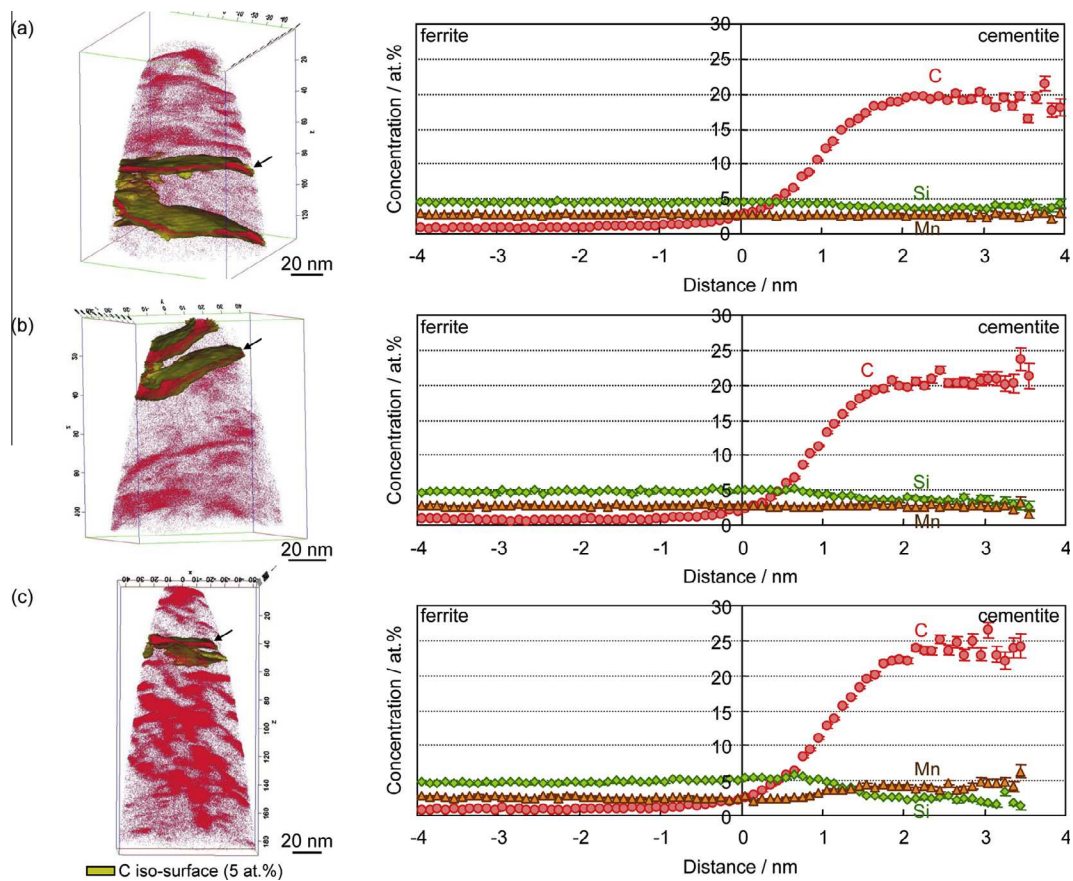 (a)
20 nm
ferrite
cementite
C
Si
Mn
Concentration / at.%
30
25
20
15
10
5
0
-4 -3 -2 -1 0 1 2 3 4
Distance / nm
(b)
20 nm
ferrite
cementite
C
Si
Mn
Concentration / at.%
30
25
20
15
10
5
0
-4 -3 -2 -1 0 1 2 3 4
Distance / nm
(c)
20 nm
C iso-surface (5 at.%)
ferrite
cementite
C
Mn
Si
Concentration / at.%
30
25
20
15
10
5
0
-4 -3 -2 -1 0 1 2 3 4
Distance / nm